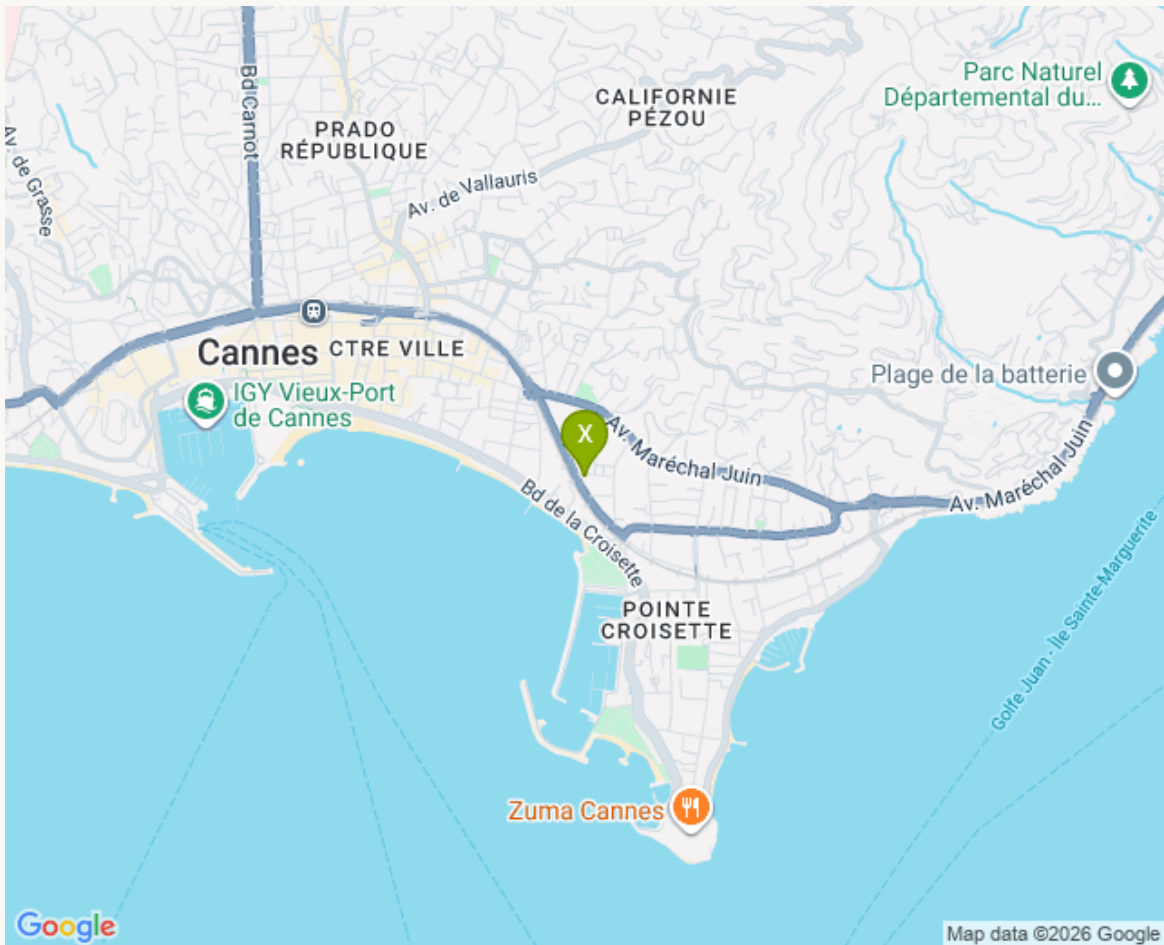 Parc Naturel
Départemental du...
CALIFORNIE
PÉZOU
Bd Carnot
PRADO
RÉPUBLIQUE
Av. de Grasse
Av. de Vallauris
Cannes
CTRE VILLE
IGY Vieux-Port
de Cannes
Plage de la batterie
X
Av. Maréchal Juin
Av. Maréchal Juin
Bd de la Croisette
POINTE
CROISETTE
Golfe Juan - Île Sainte-Marguerite
Zuma Cannes
Google
Map data ©2026 Google